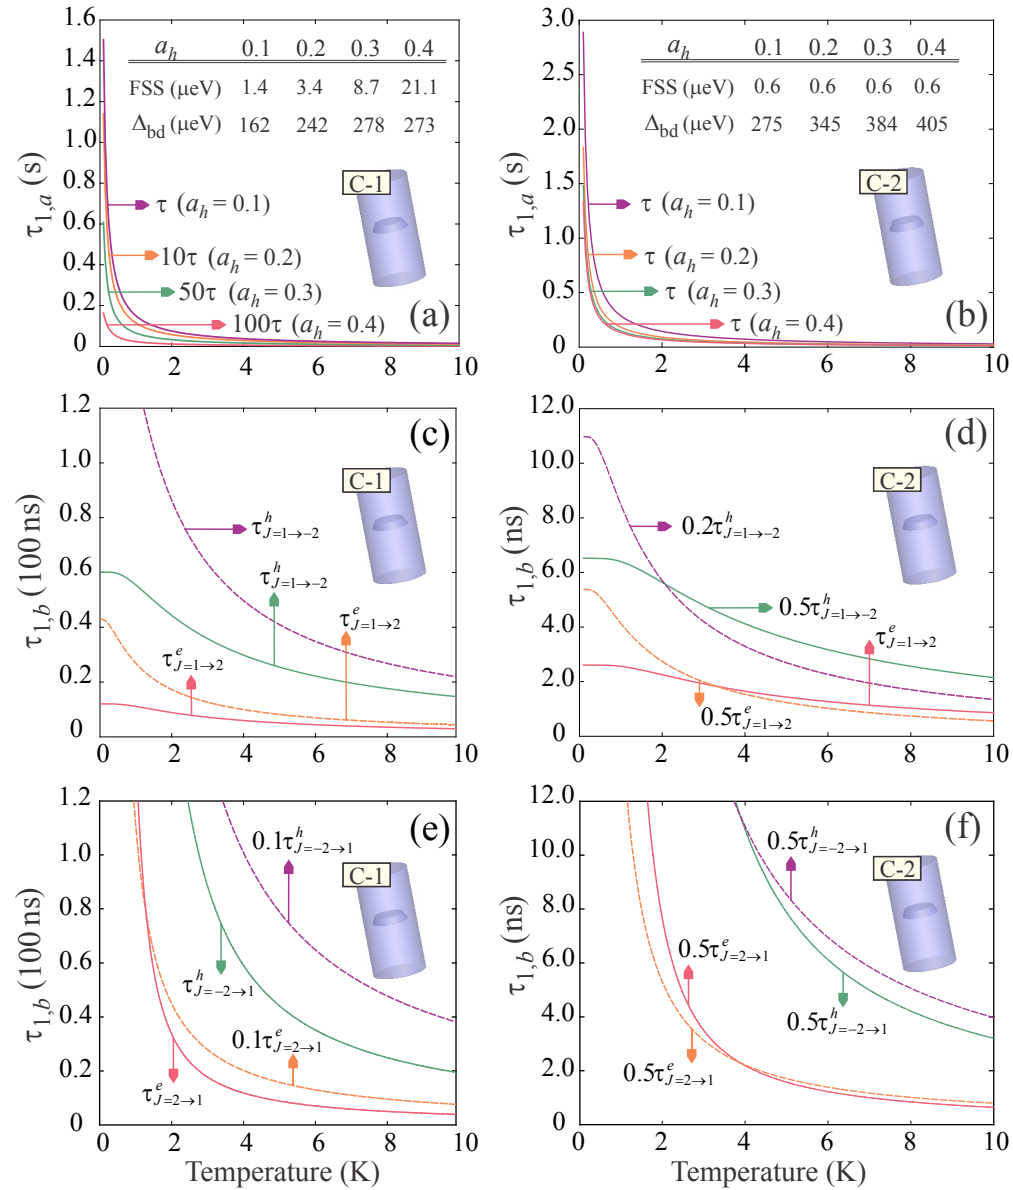 1.6
1.4
1.2
1.0
0.8
0.6
0.4
0.2
0
τ1,a (s)
a_h 0.1 0.2 0.3 0.4
FSS (μeV) 1.4 3.4 8.7 21.1
Δbd (μeV) 162 242 278 273
C-1
τ (a_h = 0.1)
10τ (a_h = 0.2)
50τ (a_h = 0.3)
100τ (a_h = 0.4)
(a)
0 2 4 6 8 10
3.0
2.5
2.0
1.5
1.0
0.5
0.0
τ1,a (s)
a_h 0.1 0.2 0.3 0.4
FSS (μeV) 0.6 0.6 0.6 0.6
Δbd (μeV) 275 345 384 405
C-2
τ (a_h = 0.1)
τ (a_h = 0.2)
τ (a_h = 0.3)
τ (a_h = 0.4)
(b)
0 2 4 6 8 10
1.2
1.0
0.8
0.6
0.4
0.2
0
τ1,b (100 ns)
(c)
C-1
τ^h_J=1→-2
τ^h_J=1→-2
τ^e_J=1→2
τ^e_J=1→2
0 2 4 6 8 10
12.0
10.0
8.0
6.0
4.0
2.0
0
τ1,b (ns)
(d)
C-2
0.2τ^h_J=1→-2
0.5τ^h_J=1→-2
τ^e_J=1→2
0.5τ^e_J=1→2
0 2 4 6 8 10
1.2
1.0
0.8
0.6
0.4
0.2
0
τ1,b (100 ns)
(e)
0.1τ^h_J=-2→1
C-1
τ^h_J=-2→1
0.1τ^e_J=2→1
τ^e_J=2→1
0 2 4 6 8 10
Temperature (K)
12.0
10.0
8.0
6.0
4.0
2.0
0
τ1,b (ns)
(f)
0.5τ^h_J=-2→1
C-2
0.5τ^e_J=2→1
0.5τ^h_J=-2→1
0.5τ^e_J=2→1
0 2 4 6 8 10
Temperature (K)